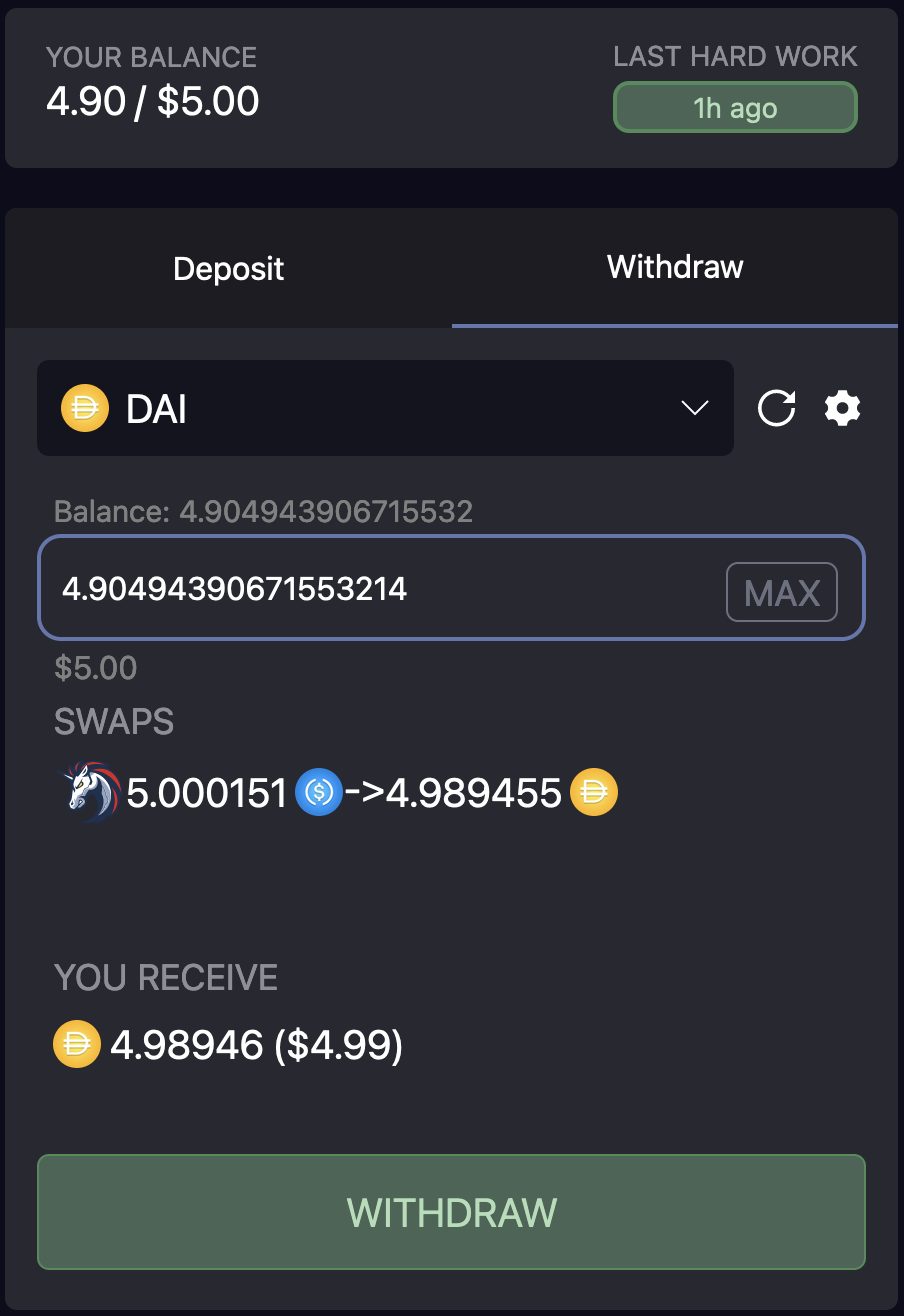 YOUR BALANCE
4.90 / $5.00
LAST HARD WORK
1h ago
Deposit
Withdraw
DAI
Balance: 4.904943906715532
4.90494390671553214
MAX
$5.00
SWAPS
5.000151 -> 4.989455
YOU RECEIVE
4.98946 ($4.99)
WITHDRAW